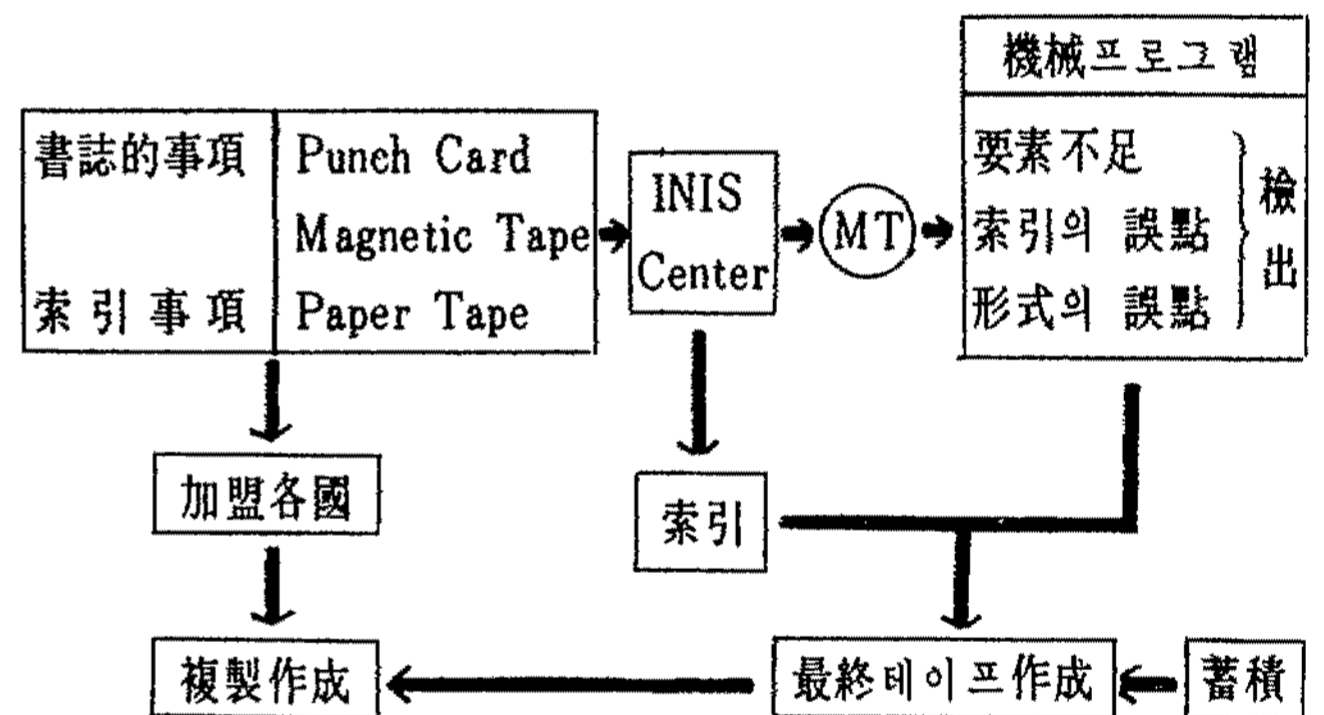 機械프로그램
書誌的事項 Punch Card
Magnetic Tape
索引事項 Paper Tape
INIS
Center
MT
要素不足
索引의 誤點
形式의 誤點
檢出
加盟各國
索引
複製作成
最終테이프作成
蓄積